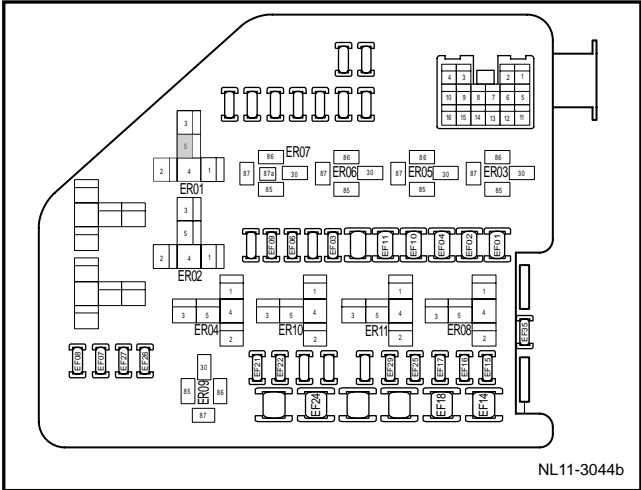 4 3 2 1
10 9 8 7 6 5
16 15 14 13 12 11
3
5
2 4 1
ER01
86 ER07
87 87a 30
85
86
87 ER06 30
85
86
87 ER05 30
85
86
87 ER03 30
85
3
5
2 4 1
ER02
EF09 EF06 EF03 EF11 EF10 EF04 EF02 EF01
1
3 5 4
ER04 2
1
3 5 4
ER10 2
1
3 5 4
ER11 2
1
3 5 4
ER08 2
EF35
EF08 EF07 EF27 EF26
30
85 ER09 86
87
EF21 EF22 EF29 EF25 EF17 EF16 EF15
EF24 EF18 EF14
NL11-3044b